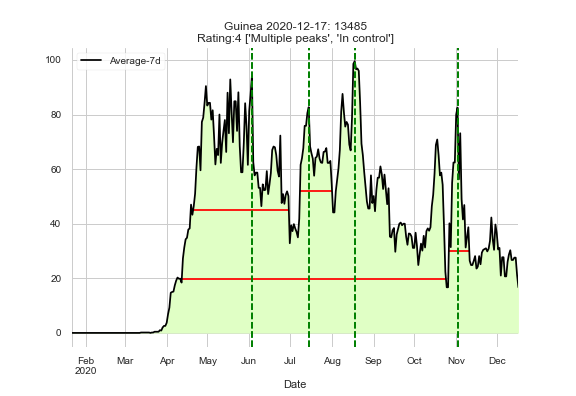 Guinea 2020-12-17: 13485
Rating:4 ['Multiple peaks', 'In control']
Average-7d
100
80
60
40
20
0
Feb Mar Apr May Jun Jul Aug Sep Oct Nov Dec
2020
Date